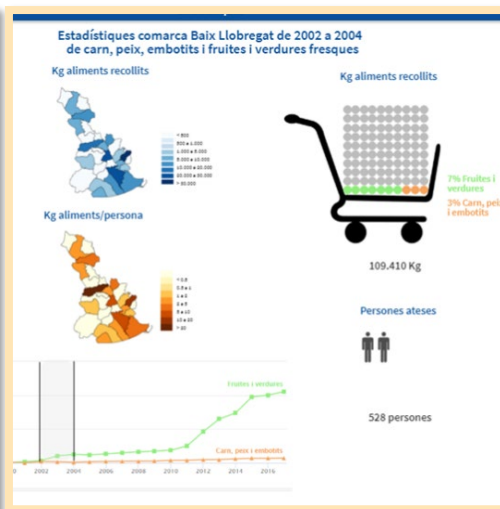 Estadístiques comarca Baix Llobregat de 2002 a 2004
de carn, peix, embotits i fruites i verdures fresques
Kg aliments recollits
Kg aliments recollits
7% Fruites i
verdures
3% Carn, peix
i embotits
Kg aliments/persona
109.410 Kg
Persones ateses
528 persones
Fruites i verdures
Carn, peix i embotits
2002 2004 2006 2008 2010 2012 2014 2016